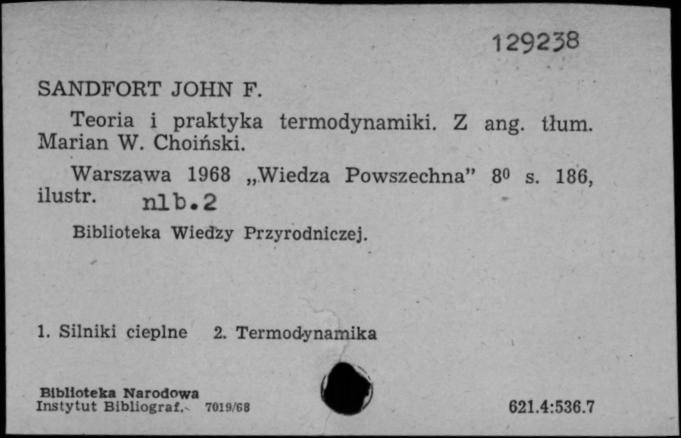 129238
SANDFORT JOHN F.
Teoria i praktyka termodynamiki. Z ang. tłum.
Marian W. Choiński.
Warszawa 1968 „Wiedza Powszechna” 8⁰ s. 186,
ilustr. nlb.2
Biblioteka Wiedzy Przyrodniczej.
1. Silniki cieplne 2. Termodynamika
Biblioteka Narodowa
Instytut Bibliograf. 7019/68 621.4:536.7